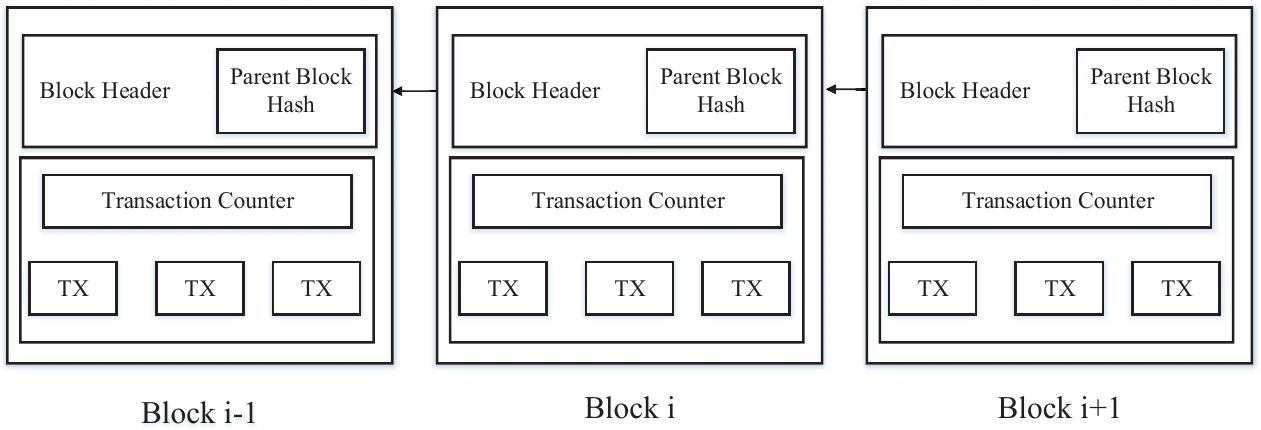 Block Header
Parent Block
Hash
Transaction Counter
TX TX TX
Block i-1
Block Header
Parent Block
Hash
Transaction Counter
TX TX TX
Block i
Block Header
Parent Block
Hash
Transaction Counter
TX TX TX
Block i+1